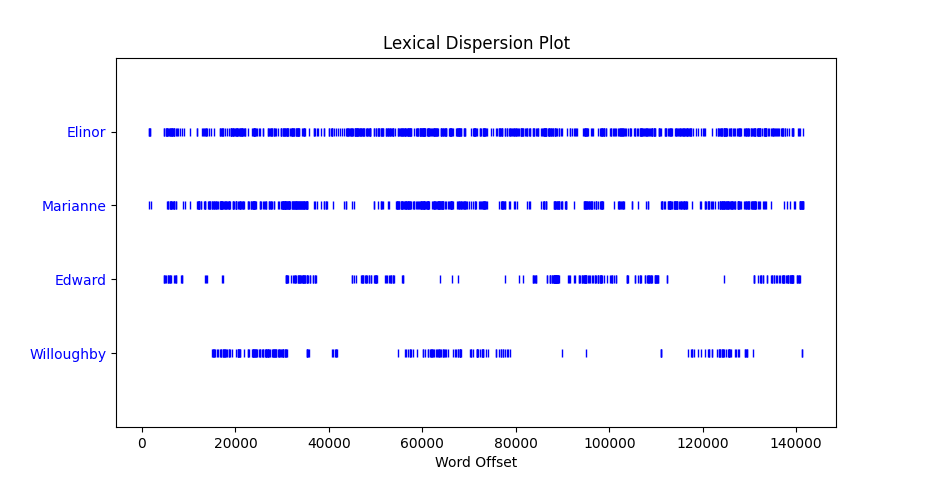 Lexical Dispersion Plot
Elinor
Marianne
Edward
Willoughby
0 20000 40000 60000 80000 100000 120000 140000
Word Offset